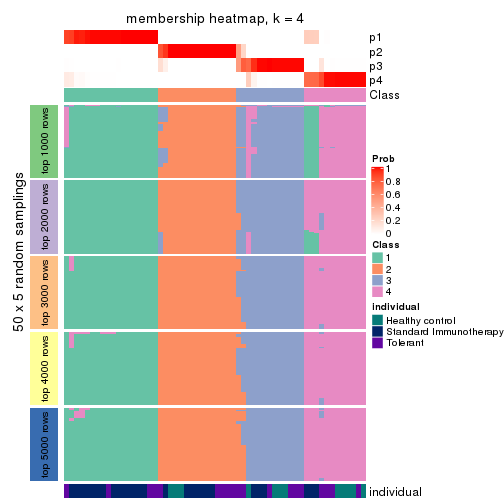 membership heatmap, k = 4
p1
p2
p3
p4
Class
50 x 5 random samplings
top 1000 rows
top 2000 rows
top 3000 rows
top 4000 rows
top 5000 rows
individual
Prob
1
0.8
0.6
0.4
0.2
0
Class
1
2
3
4
individual
Healthy control
Standard Immunotherapy
Tolerant